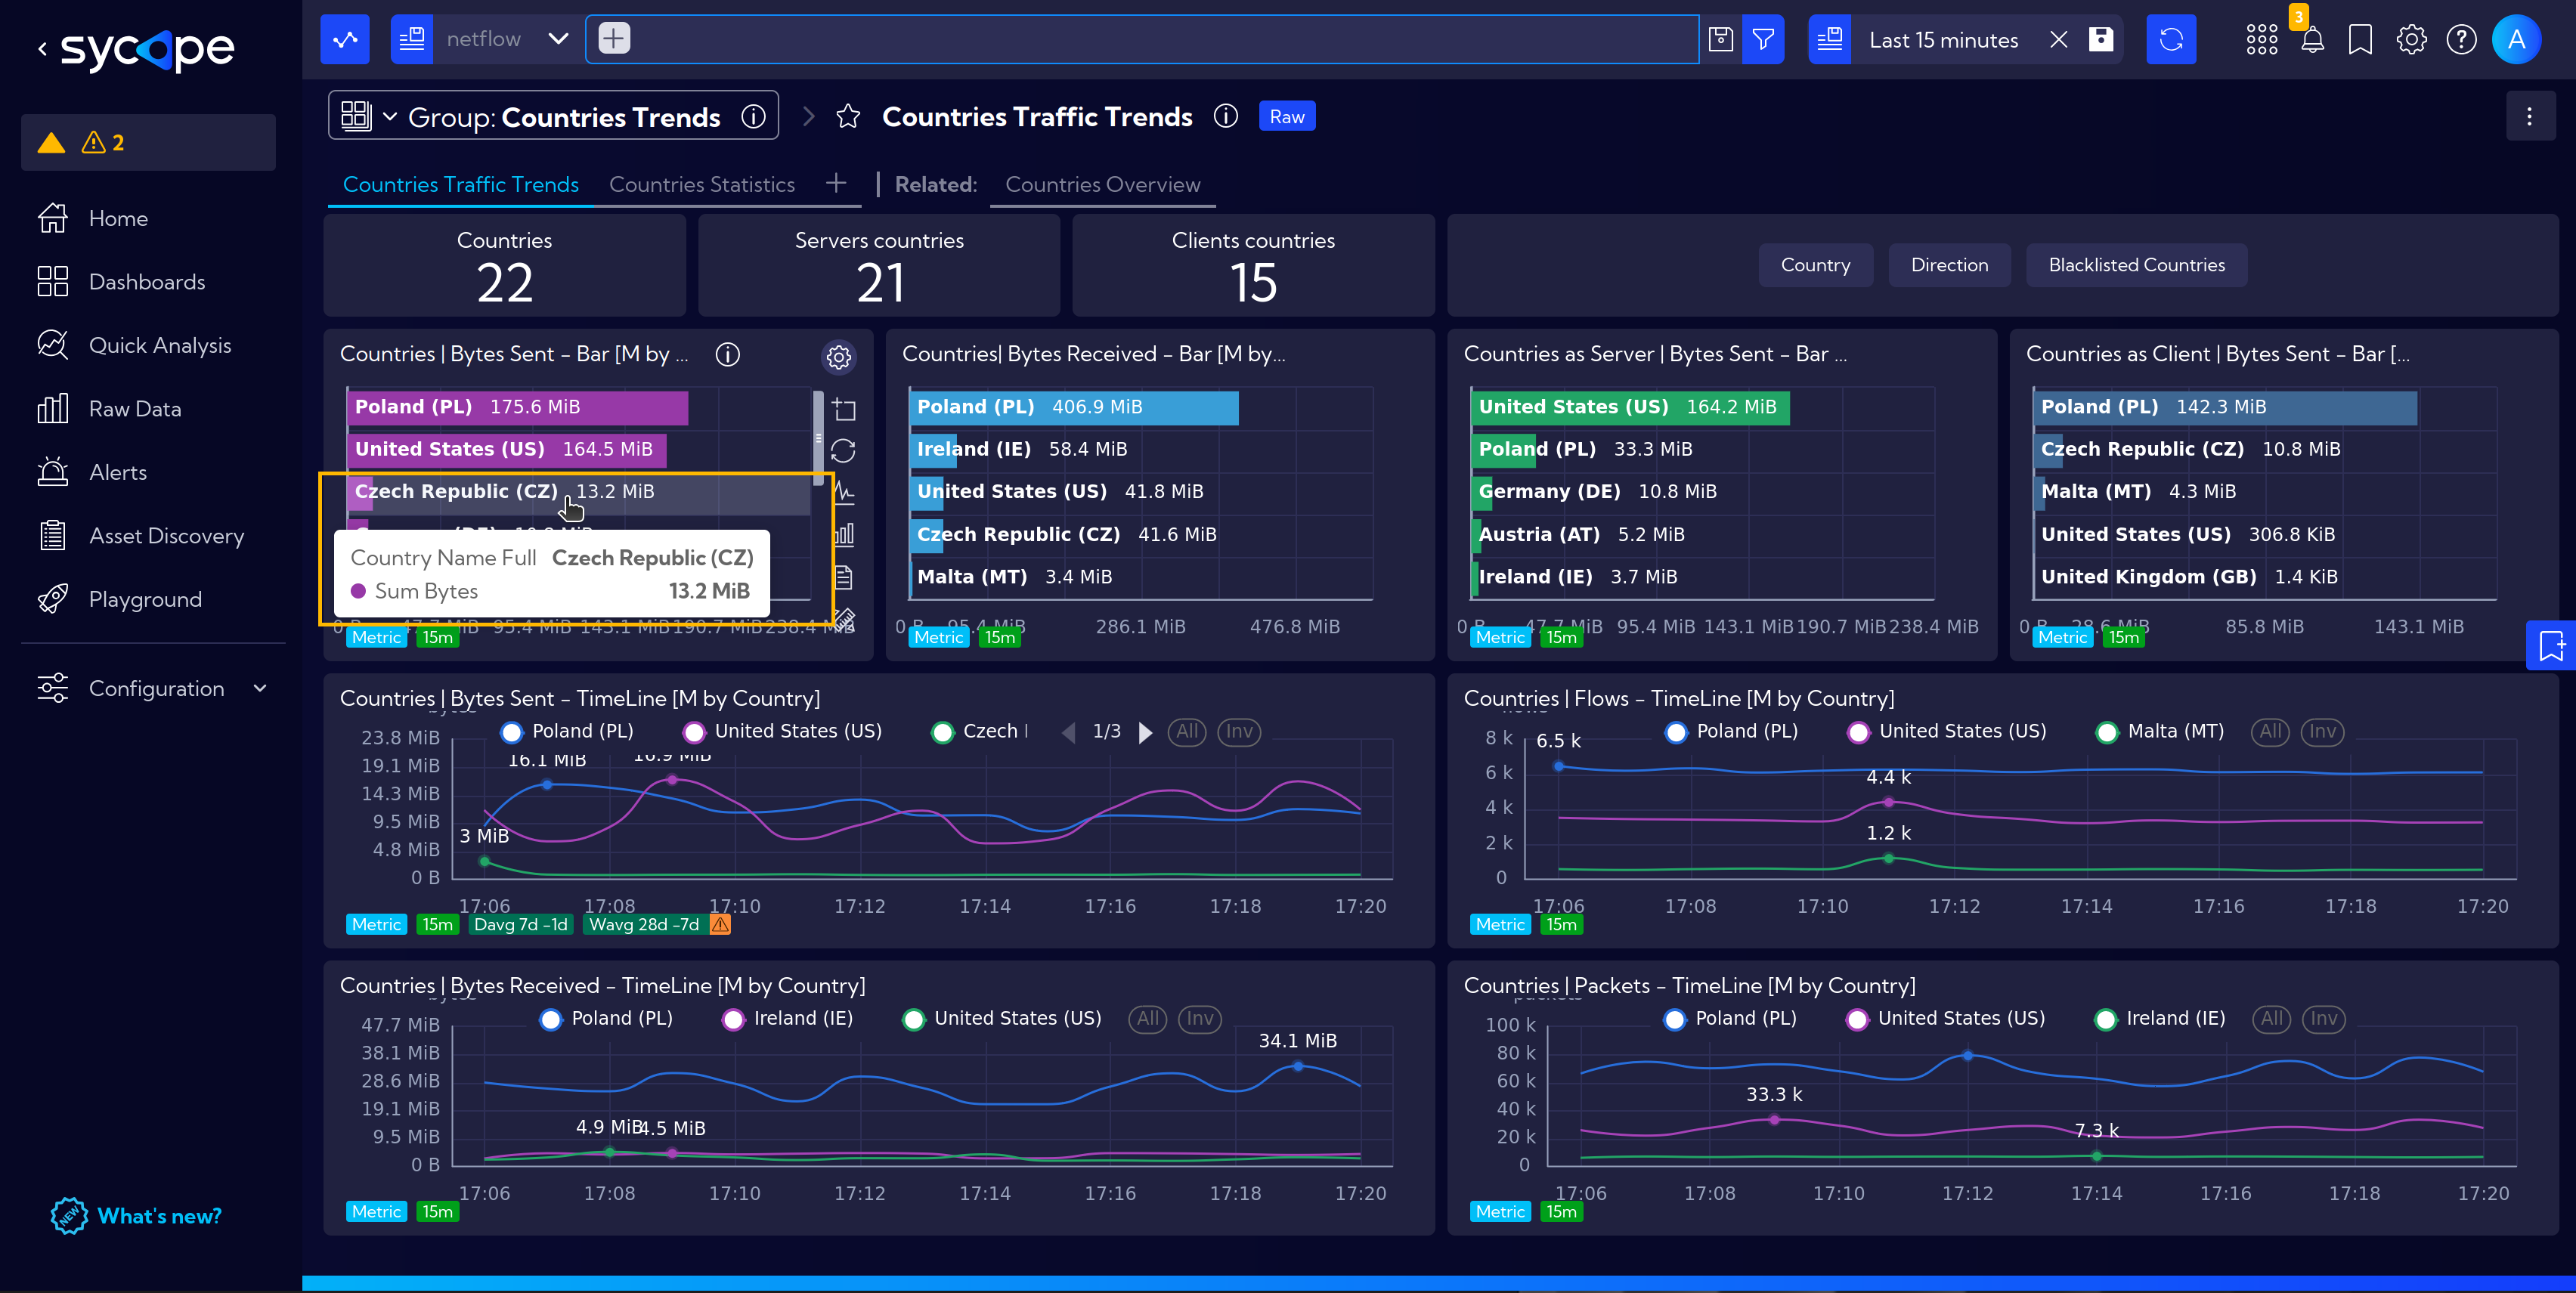 sycope
netflow
Last 15 minutes
3
A
2
Home
Dashboards
Quick Analysis
Raw Data
Alerts
Asset Discovery
Playground
Configuration
NEW
What's new?
Group: Countries Trends
Countries Traffic Trends
Raw
Countries Traffic Trends
Countries Statistics
Related:
Countries Overview
Countries
22
Servers countries
21
Clients countries
15
Country
Direction
Blacklisted Countries
Countries | Bytes Sent - Bar [M by ...
Poland (PL) 175.6 MiB
United States (US) 164.5 MiB
Czech Republic (CZ) 13.2 MiB
Country Name Full Czech Republic (CZ)
Sum Bytes 13.2 MiB
95.4 MiB 143.1 MiB 190.7 MiB
Metric 15m
Countries| Bytes Received - Bar [M by...
Poland (PL) 406.9 MiB
Ireland (IE) 58.4 MiB
United States (US) 41.8 MiB
Czech Republic (CZ) 41.6 MiB
Malta (MT) 3.4 MiB
0 B 95.4 MiB 286.1 MiB 476.8 MiB
Metric 15m
Countries as Server | Bytes Sent - Bar ...
United States (US) 164.2 MiB
Poland (PL) 33.3 MiB
Germany (DE) 10.8 MiB
Austria (AT) 5.2 MiB
Ireland (IE) 3.7 MiB
47.7 MiB 95.4 MiB 143.1 MiB 190.7 MiB 238.4 MiB
Metric 15m
Countries as Client | Bytes Sent - Bar [...
Poland (PL) 142.3 MiB
Czech Republic (CZ) 10.8 MiB
Malta (MT) 4.3 MiB
United States (US) 306.8 KiB
United Kingdom (GB) 1.4 KiB
28.6 MiB 85.8 MiB 143.1 MiB
Metric 15m
Countries | Bytes Sent - TimeLine [M by Country]
bytes
Poland (PL) United States (US) Czech 1/3 All Inv
23.8 MiB
19.1 MiB
14.3 MiB
9.5 MiB
4.8 MiB
0 B
16.1 MiB
16.9 MiB
3 MiB
17:06 17:08 17:10 17:12 17:14 17:16 17:18 17:20
Metric 15m Davg 7d -1d Wavg 28d -7d
Countries | Flows - TimeLine [M by Country]
flows
Poland (PL) United States (US) Malta (MT) All Inv
8 k
6 k
4 k
2 k
0
6.5 k
4.4 k
1.2 k
17:06 17:08 17:10 17:12 17:14 17:16 17:18 17:20
Metric 15m
Countries | Bytes Received - TimeLine [M by Country]
bytes
Poland (PL) Ireland (IE) United States (US) All Inv
47.7 MiB
38.1 MiB
28.6 MiB
19.1 MiB
9.5 MiB
0 B
34.1 MiB
4.9 MiB
4.5 MiB
17:06 17:08 17:10 17:12 17:14 17:16 17:18 17:20
Metric 15m
Countries | Packets - TimeLine [M by Country]
packets
Poland (PL) United States (US) Ireland (IE) All Inv
100 k
80 k
60 k
40 k
20 k
0
33.3 k
7.3 k
17:06 17:08 17:10 17:12 17:14 17:16 17:18 17:20
Metric 15m